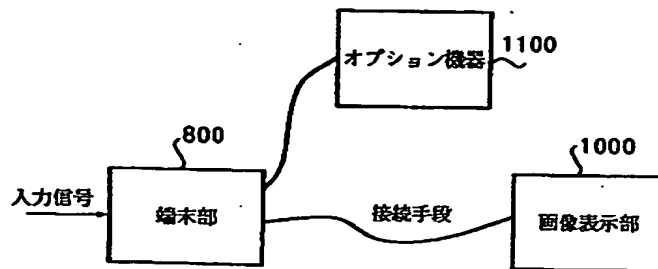 オプション機器
1100
800
1000
入力信号
端末部
接続手段
画像表示部